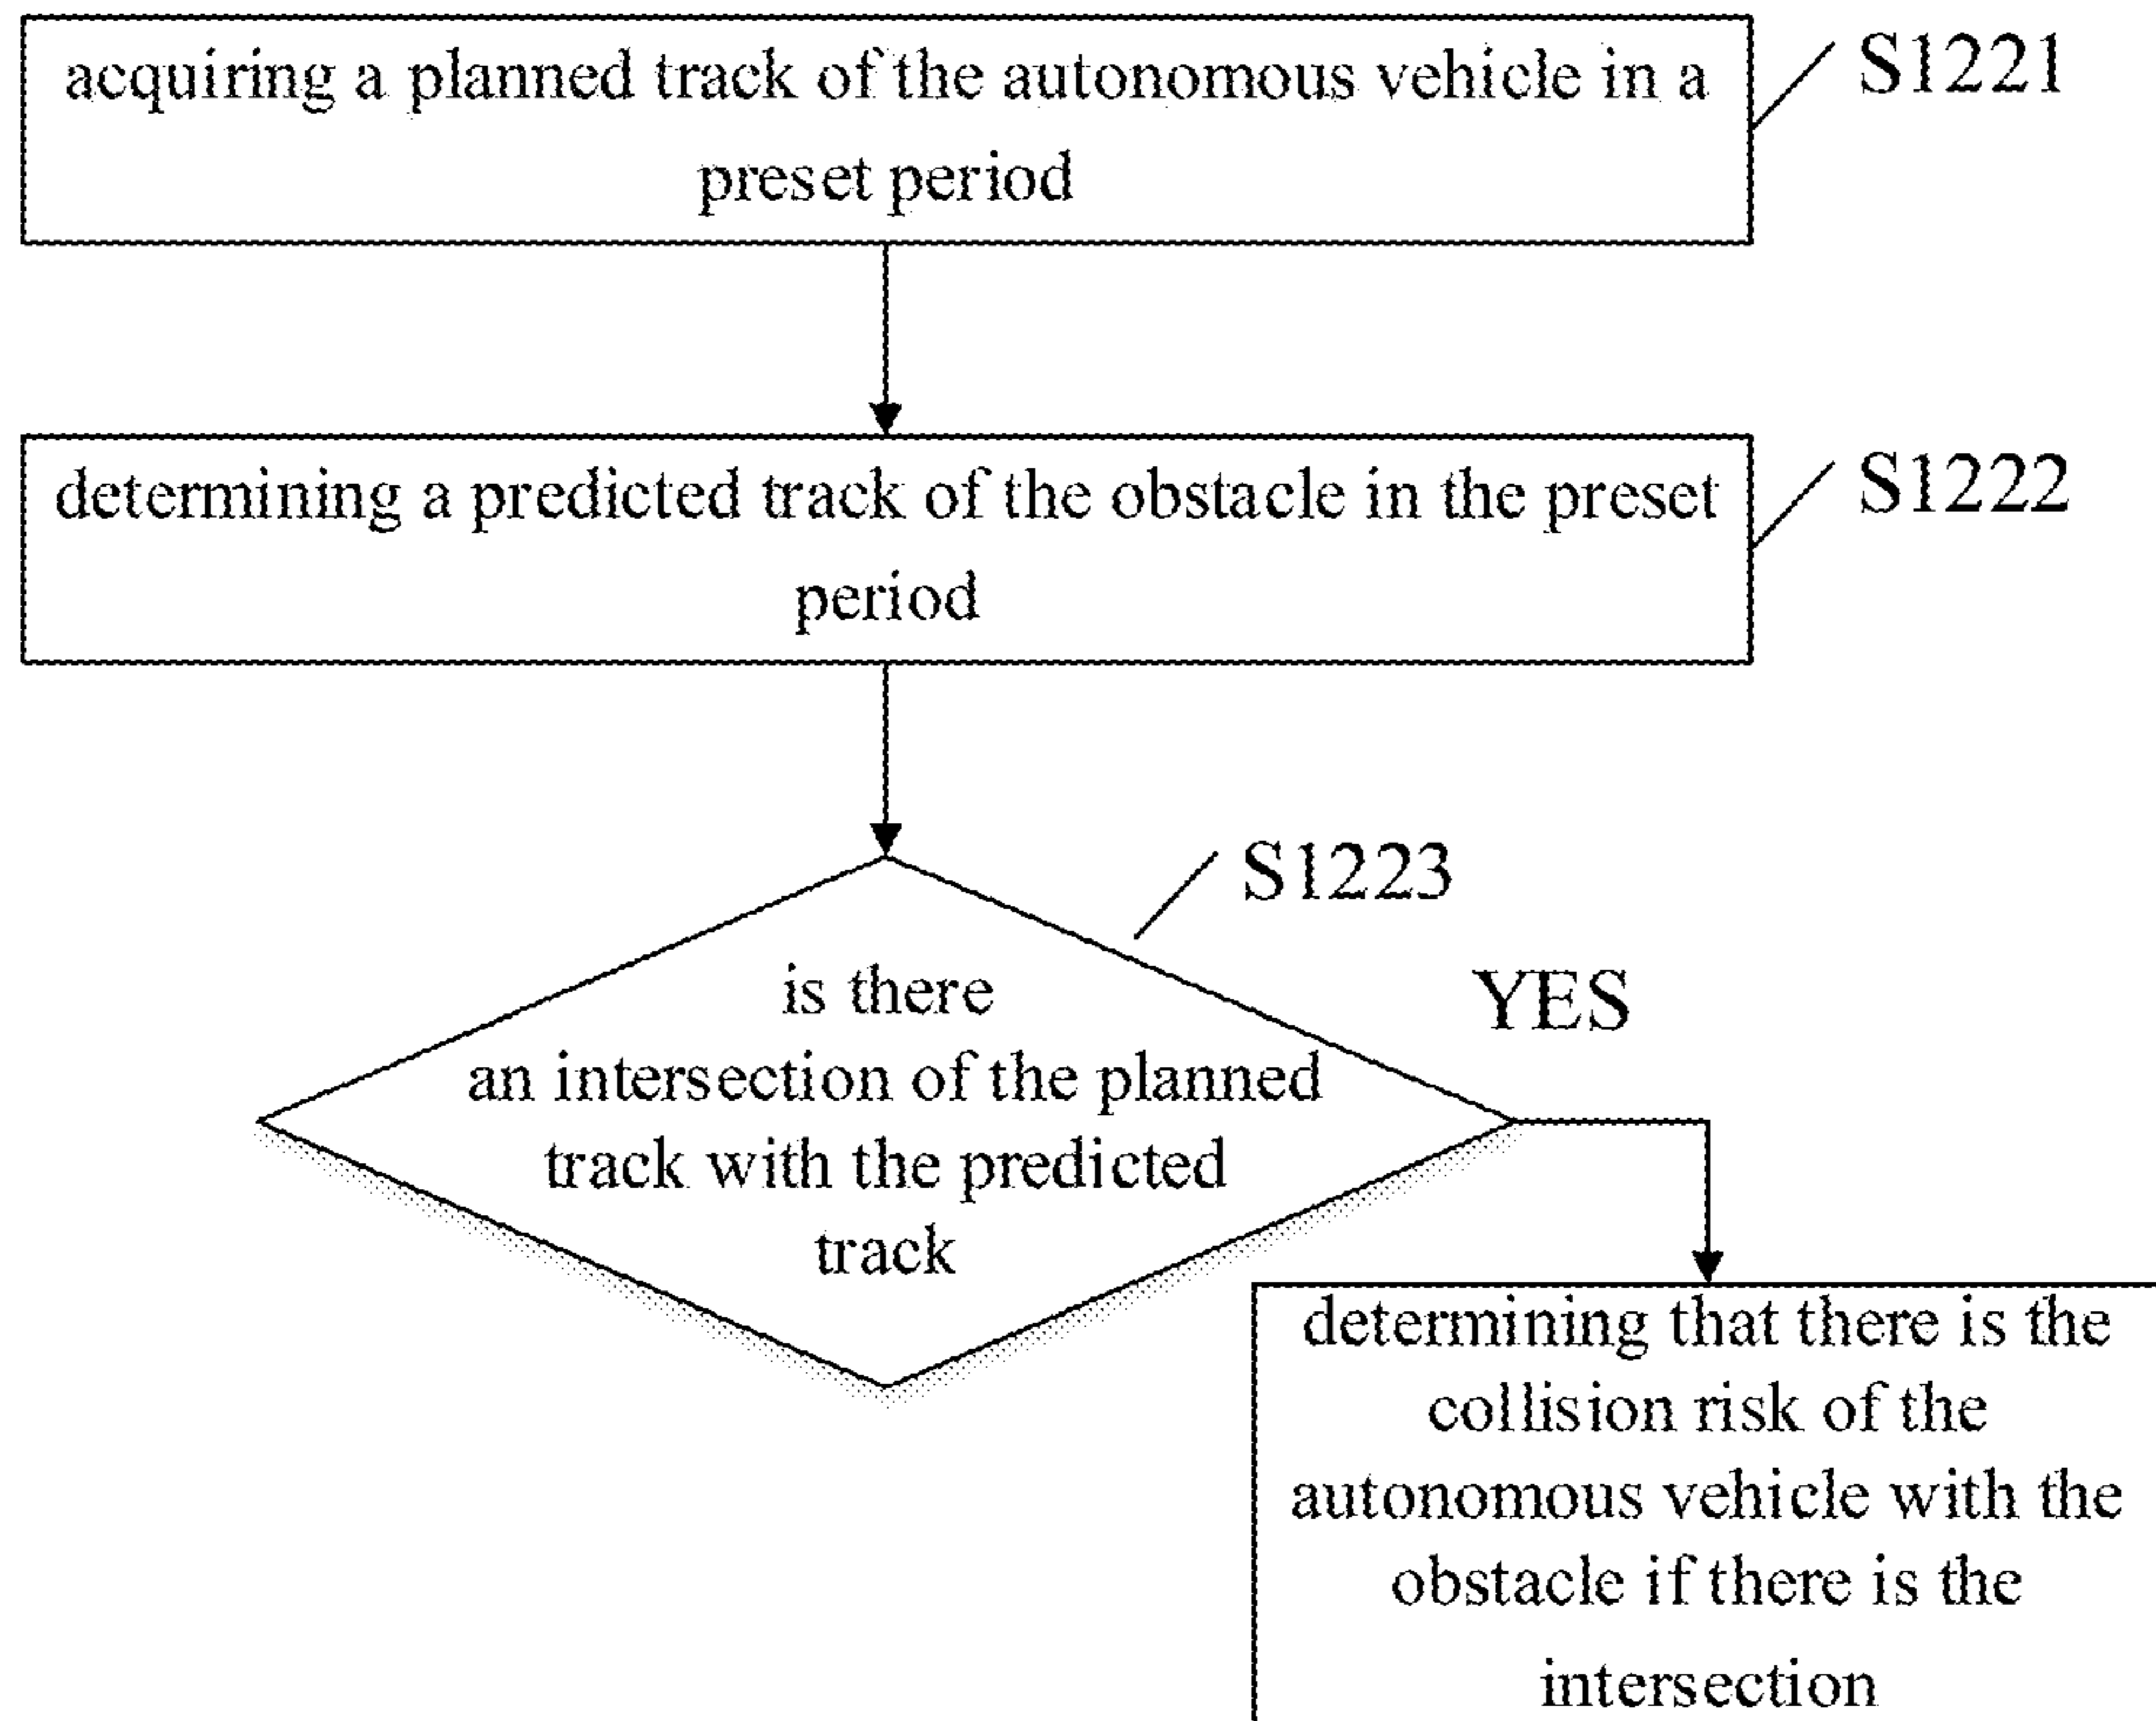 acquiring a planned track of the autonomous vehicle in a
preset period
S1221
determining a predicted track of the obstacle in the preset
period
S1222
S1223
is there
an intersection of the planned
track with the predicted
track
YES
determining that there is the
collision risk of the
autonomous vehicle with the
obstacle if there is the
intersection